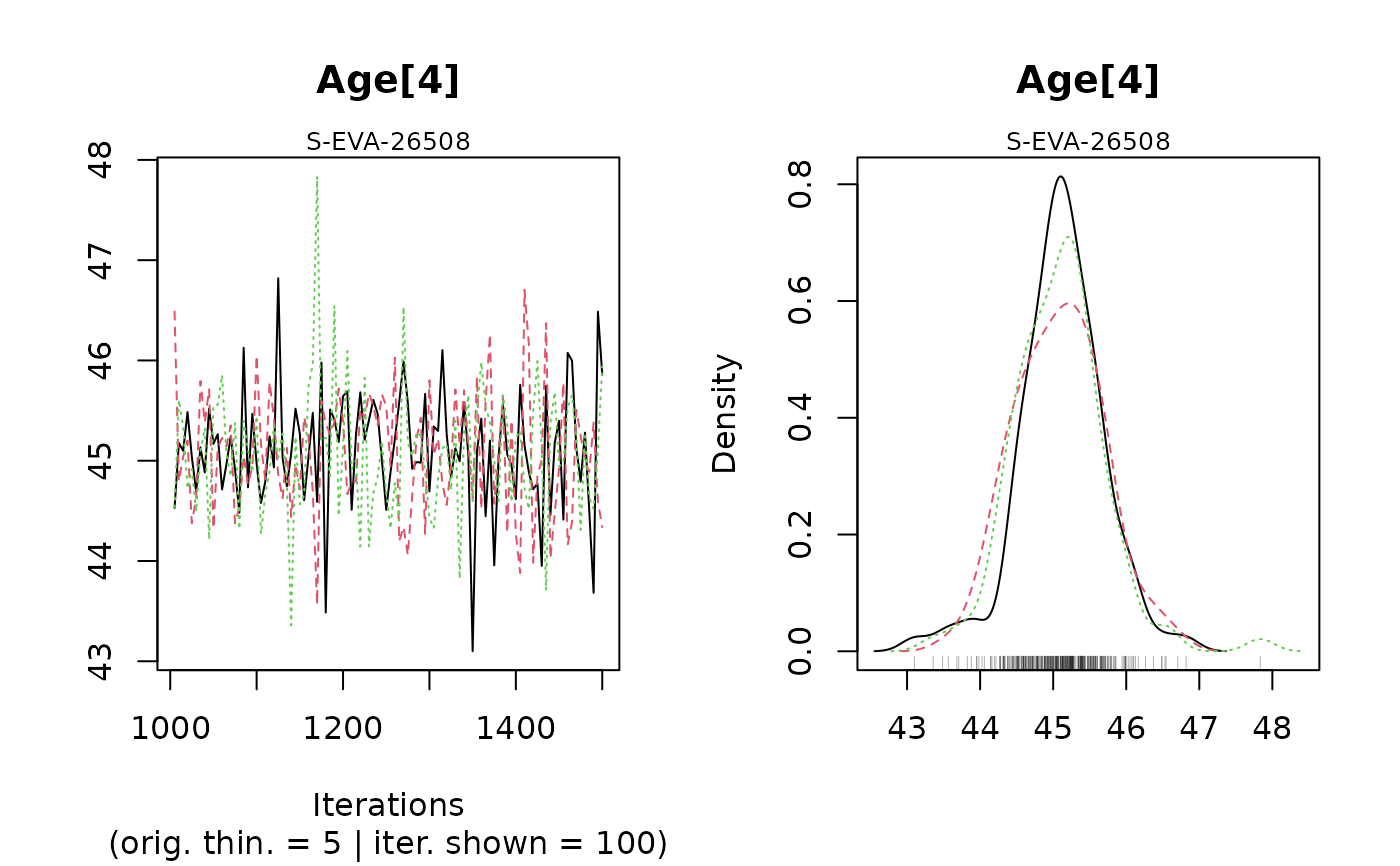 Age[4]
S-EVA-26508
48
47
46
45
44
43
1000
1200
1400
Iterations
(orig. thin. = 5 | iter. shown = 100)
Age[4]
S-EVA-26508
Density
0.8
0.6
0.4
0.2
0.0
43
44
45
46
47
48